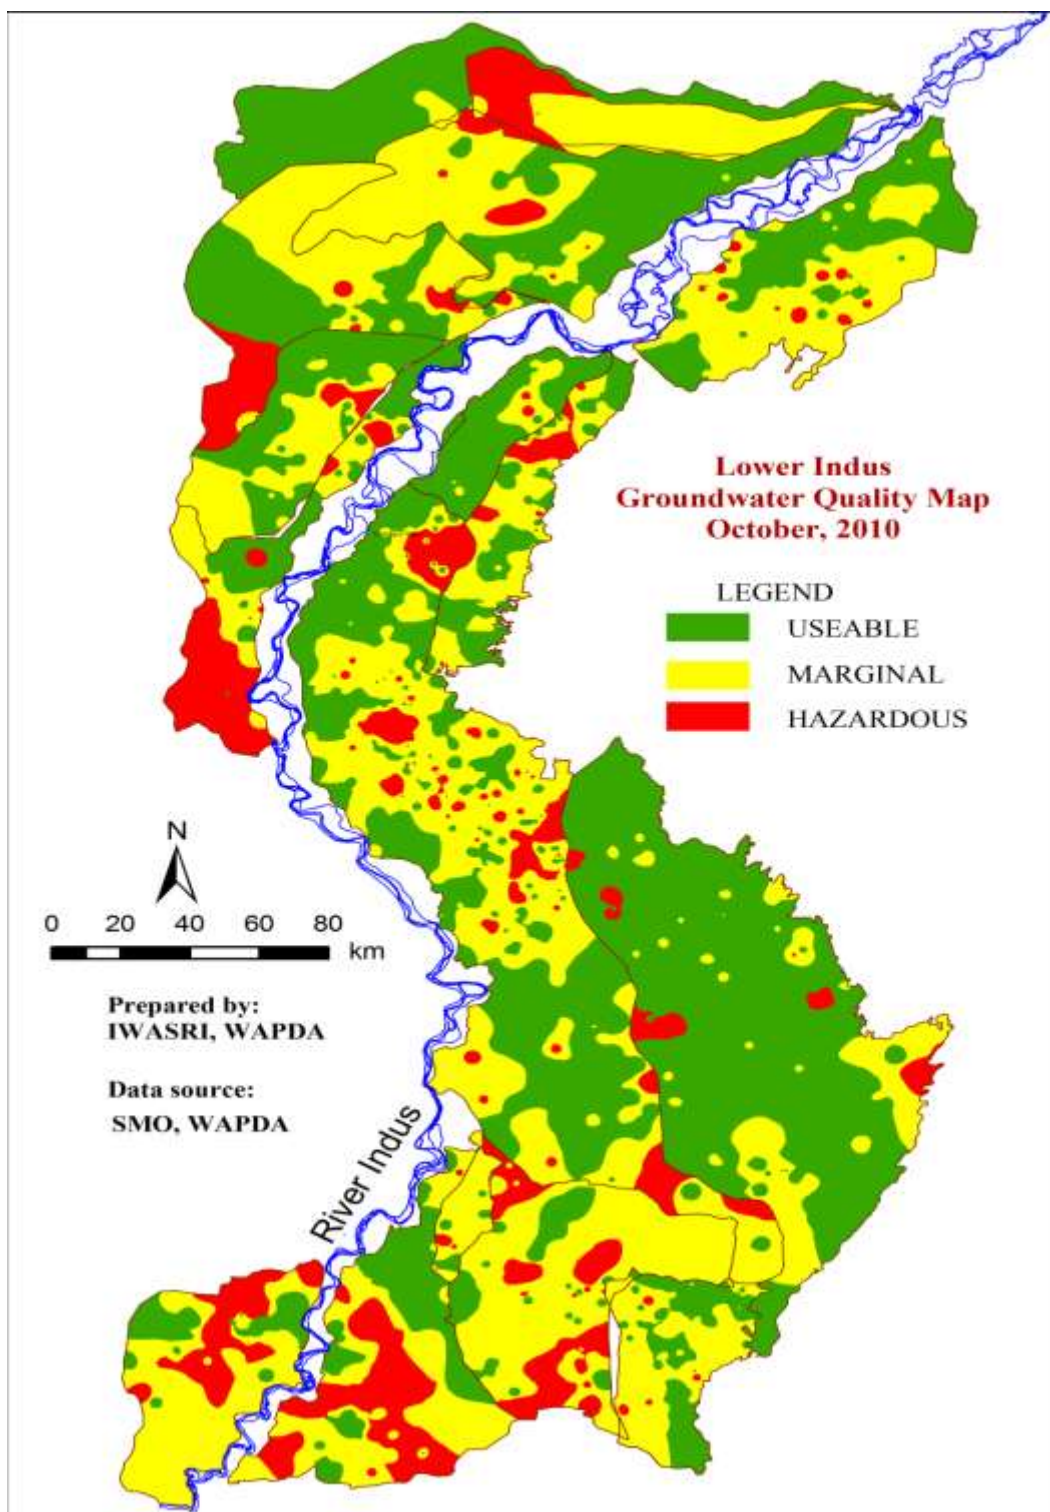 Lower Indus
Groundwater Quality Map
October, 2010
LEGEND
USEABLE
MARGINAL
HAZARDOUS
N
0 20 40 60 80
km
Prepared by:
IWASRI, WAPDA
Data source:
SMO, WAPDA
River Indus